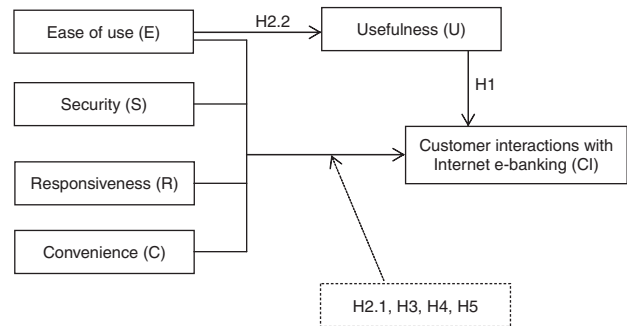 Ease of use (E)
H2.2
Usefulness (U)
H1
Security (S)
Customer interactions with
Internet e-banking (CI)
Responsiveness (R)
Convenience (C)
H2.1, H3, H4, H5